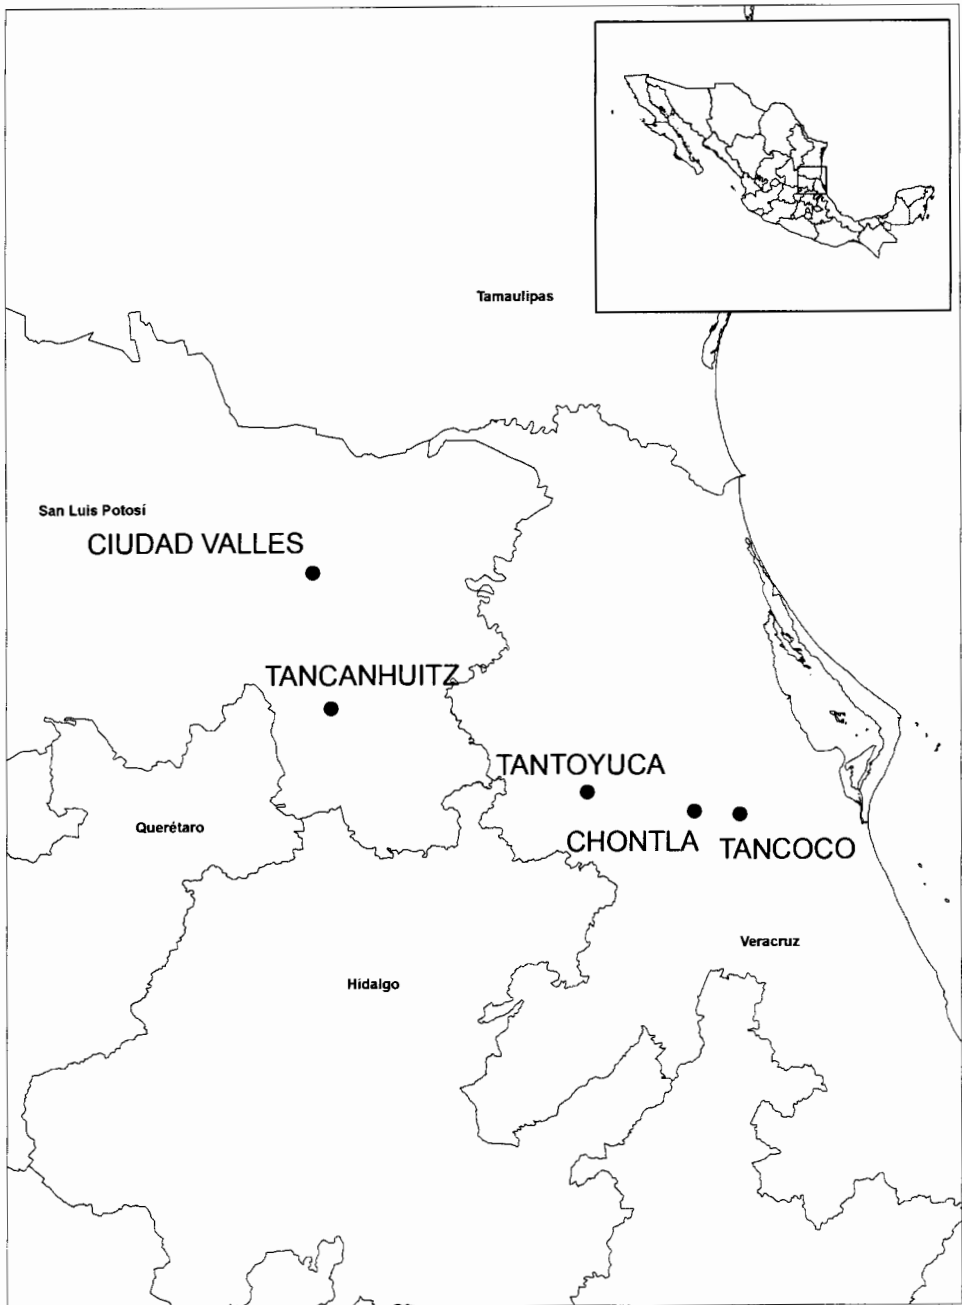 Tamaulipas
San Luis Potosí
CIUDAD VALLES
TANCANHUITZ
TANTOYUCA
CHONTLA
TANCOCO
Querétaro
Veracruz
Hidalgo